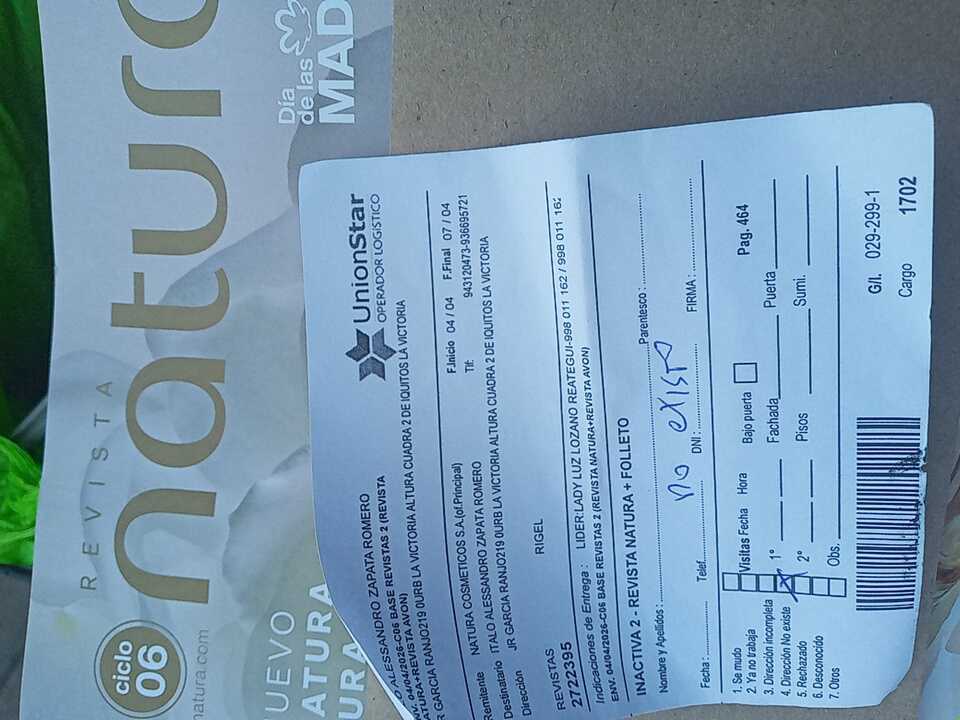 REVISTA
natura
ciclo
06
natura.com
Día
de las
MAD
UEVO
ATURA
URA
UnionStar
OPERADOR LOGÍSTICO
O ALESSANDRO ZAPATA ROMERO
04/04/2026-C06 BASE REVISTAS 2 (REVISTA
ATURA+REVISTA AVON)
R GARCIA RANJO219 0URB LA VICTORIA ALTURA CUADRA 2 DE IQUITOS LA VICTORIA
F.Inicio 04 / 04 F.Final 07 / 04
Remitente NATURA COSMETICOS S.A.(of.Principal) Tlf: 943120473-936695721
Destinatario ITALO ALESSANDRO ZAPATA ROMERO
Dirección JR GARCIA RANJO219 0URB LA VICTORIA ALTURA CUADRA 2 DE IQUITOS LA VICTORIA
RIGEL
REVISTAS
2722395 LIDER:LADY LUZ LOZANO REATEGUI-998 011 162 / 998 011 162
Indicaciones de Entrega :
ENV. 04/04/2026-C06 BASE REVISTAS 2 (REVISTA NATURA+REVISTA AVON)
INACTIVA 2 - REVISTA NATURA + FOLLETO
Nombre y Apellidos : Parentesco :
no existo
Fecha : Telef. DNI : FIRMA :
1. Se mudo
2. Ya no trabaja
3. Dirección incompleta
4. Dirección No existe
5. Rechazado
6. Desconocido
7. Otros
Visitas Fecha Hora Bajo puerta Pag. 464
1° Fachada Puerta
2° Pisos Sumi.
Obs.
G/I. 029-299-1
Cargo 1702